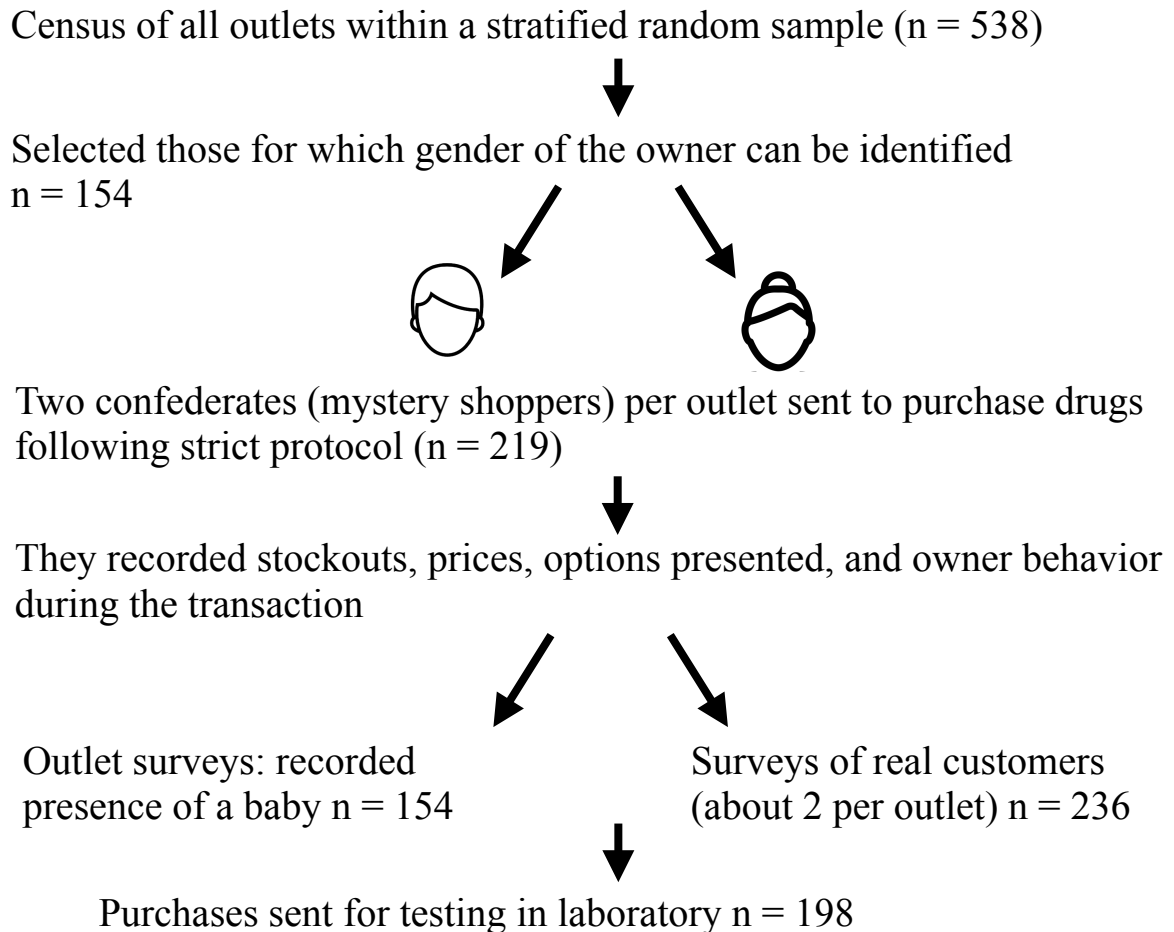 Census of all outlets within a stratified random sample (n = 538)
Selected those for which gender of the owner can be identified
n = 154
Two confederates (mystery shoppers) per outlet sent to purchase drugs
following strict protocol (n = 219)
They recorded stockouts, prices, options presented, and owner behavior
during the transaction
Outlet surveys: recorded
presence of a baby n = 154
Surveys of real customers
(about 2 per outlet) n = 236
Purchases sent for testing in laboratory n = 198